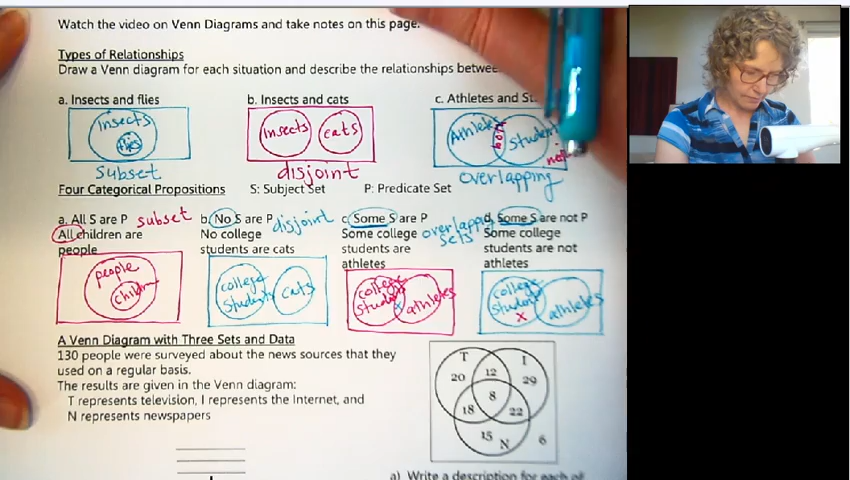 Watch the video on Venn Diagrams and take notes on this page.
Types of Relationships
Draw a Venn diagram for each situation and describe the relationships
a. Insects and flies
b. Insects and cats
c. Athletes and
Insects
flies
Insects
cats
Athletes
both
Students
subset
disjoint
overlapping
Four Categorical Propositions
S: Subject Set
P: Predicate Set
a. All S are P
subset
All children are
people
b. No S are P
disjoint
No college
students are cats
c. Some S are P
overlapping
sets
Some college
students are
athletes
d. Some S are not P
Some college
students are not
athletes
people
children
college
students
cats
college
students
x
athletes
college
students
x
athletes
A Venn Diagram with Three Sets and Data
130 people were surveyed about the news sources that they
used on a regular basis.
The results are given in the Venn diagram:
T represents television, I represents the Internet, and
N represents newspapers
T
I
20
12
29
8
18
22
15
N
6
a) Write a description for each of